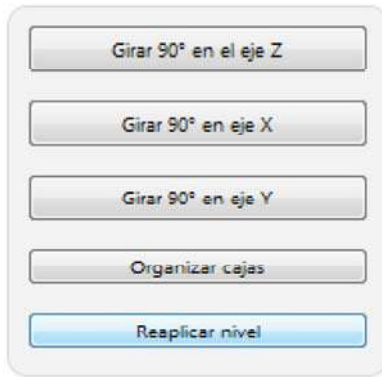 Girar 90° en el eje Z
Girar 90° en eje X
Girar 90° en eje Y
Organizar cajas
Reaplicar nivel